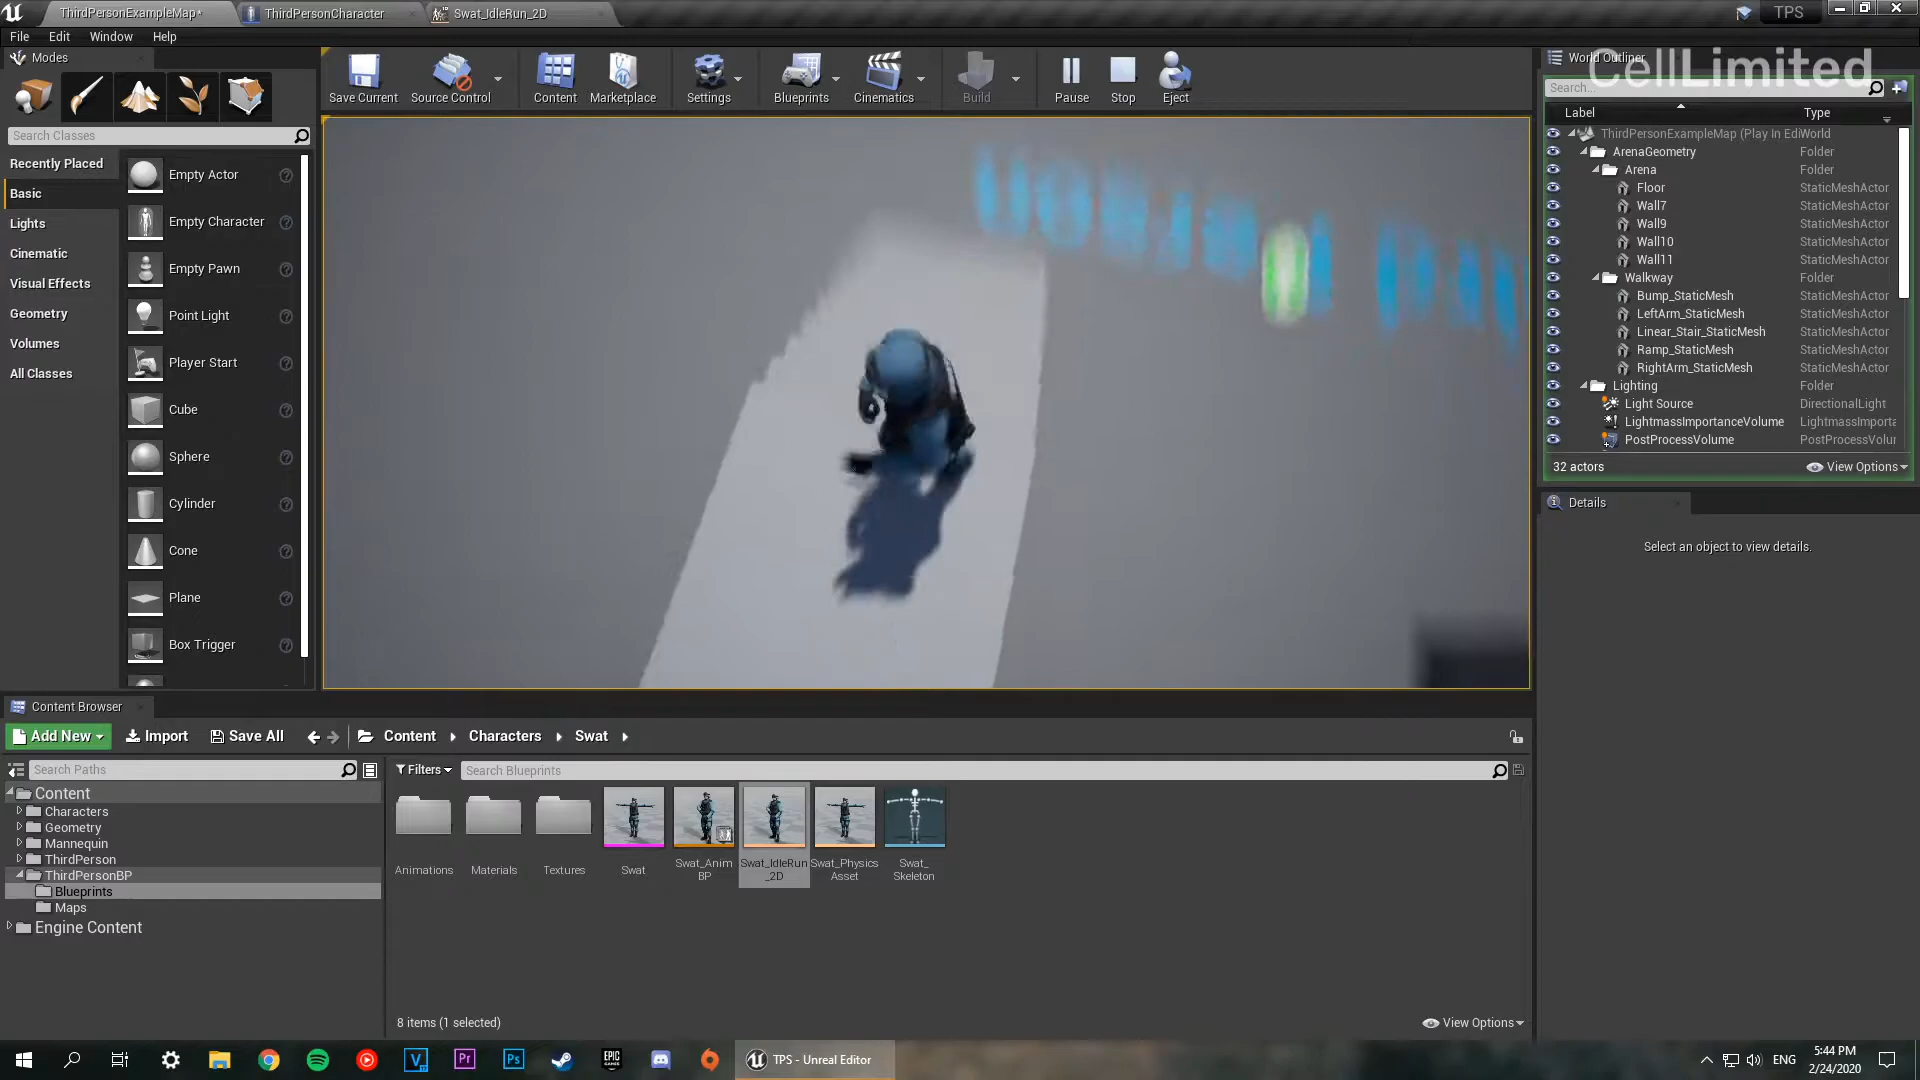 ThirdPersonExampleMap*
ThirdPersonCharacter
Swat_IdleRun_2D
TPS
File Edit Window Help
Modes
Save Current
Source Control
Content
Marketplace
Settings
Blueprints
Cinematics
Build
Pause
Stop
Eject
World Outliner
CellLimited
Search Classes
Search...
Label
Type
Recently Placed
Basic
Lights
Cinematic
Visual Effects
Geometry
Volumes
All Classes
Empty Actor
Empty Character
Empty Pawn
Point Light
Player Start
Cube
Sphere
Cylinder
Cone
Plane
Box Trigger
ThirdPersonExampleMap (Play In Edi World
ArenaGeometry Folder
Arena Folder
Floor StaticMeshActor
Wall7 StaticMeshActor
Wall9 StaticMeshActor
Wall10 StaticMeshActor
Wall11 StaticMeshActor
Walkway Folder
Bump_StaticMesh StaticMeshActor
LeftArm_StaticMesh StaticMeshActor
Linear_Stair_StaticMesh StaticMeshActor
Ramp_StaticMesh StaticMeshActor
RightArm_StaticMesh StaticMeshActor
Lighting Folder
Light Source DirectionalLight
LightmassImportanceVolume LightmassImporta
PostProcessVolume PostProcessVolur
32 actors
View Options
Details
Select an object to view details.
Content Browser
Add New Import Save All Content Characters Swat
Search Paths
Filters
Search Blueprints
Content
Characters
Geometry
Mannequin
ThirdPerson
ThirdPersonBP
Blueprints
Maps
Engine Content
Animations
Materials
Textures
Swat
Swat_Anim
BP
Swat_IdleRun
_2D
Swat_Physics
Asset
Swat_
Skeleton
8 items (1 selected)
View Options
TPS - Unreal Editor
ENG
5:44 PM
2/24/2020